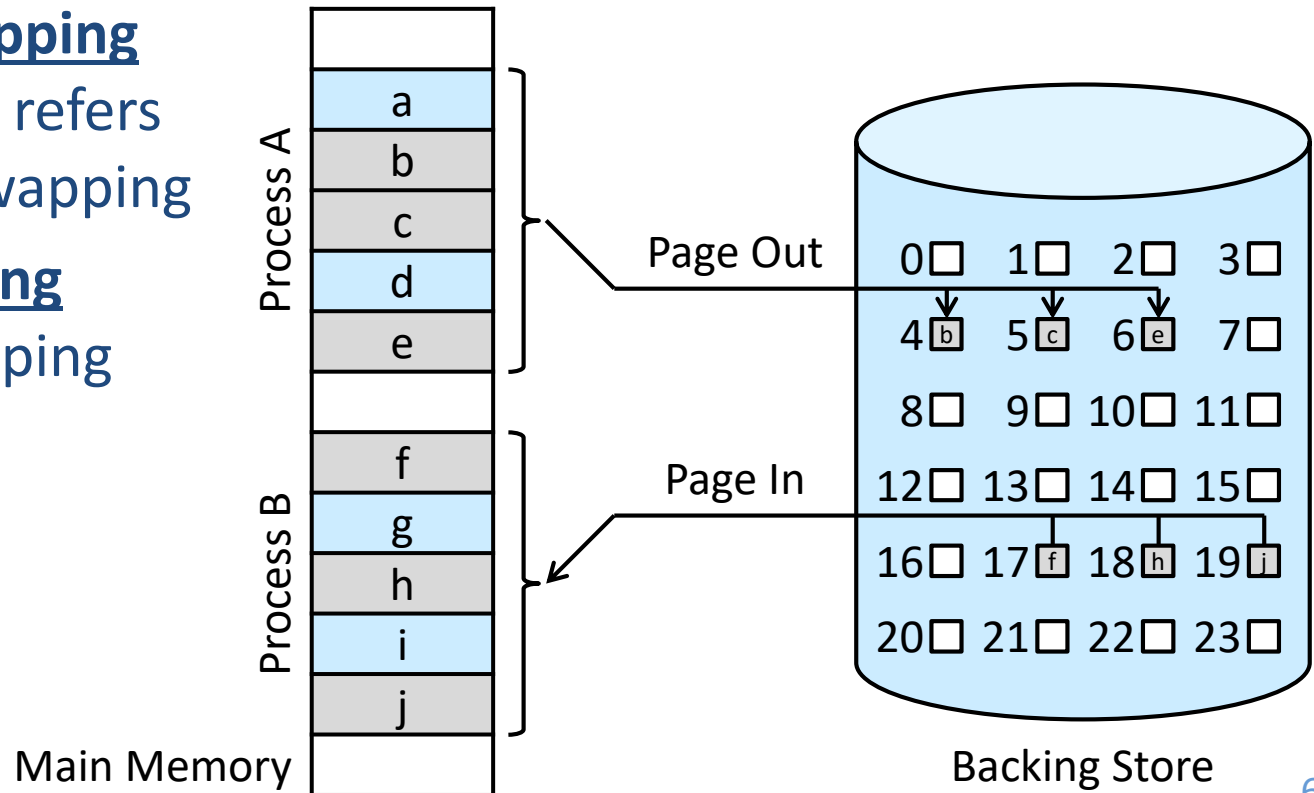 pping
refers
vapping
ng
ping
Process A
a
b
c
d
e
Process B
f
g
h
i
j
Main Memory
Page Out
Page In
0 1 2 3
4 b 5 c 6 e 7
8 9 10 11
12 13 14 15
16 17 f 18 h 19 j
20 21 22 23
Backing Store